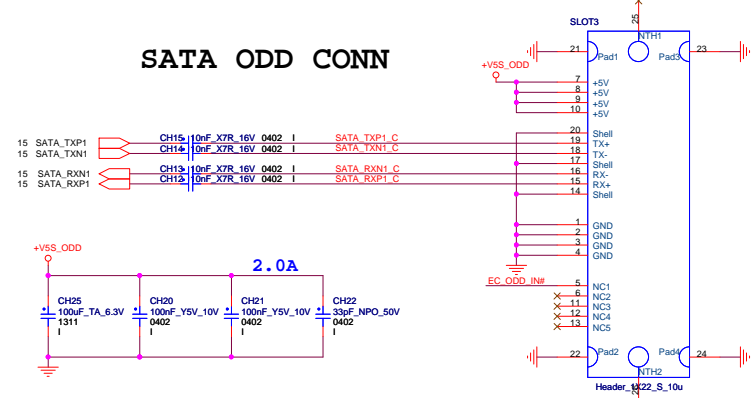 SATA ODD CONN
SLOT3
25
NTH1
21 Pad1 Pad3 23
+V5S_ODD
7 +5V
8 +5V
9 +5V
10 +5V
20 Shell
15 SATA_TXP1 CH15 10nF_X7R_16V 0402 I SATA_TXP1_C 19 TX+
15 SATA_TXN1 CH14 10nF_X7R_16V 0402 I SATA_TXN1_C 18 TX-
17 Shell
15 SATA_RXN1 CH13 10nF_X7R_16V 0402 I SATA_RXN1_C 16 RX-
15 SATA_RXP1 CH12 10nF_X7R_16V 0402 I SATA_RXP1_C 15 RX+
14 Shell
1 GND
2 GND
3 GND
4 GND
+V5S_ODD
2.0A
EC_ODD_IN# 5 NC1
6 NC2
11 NC3
12 NC4
13 NC5
CH25 CH20 CH21 CH22
100uF_TA_6.3V 100nF_Y5V_10V 100nF_Y5V_10V 33pF_NPO_50V
1311 0402 0402 0402
I I I I
22 Pad2 Pad4 24
NTH2
Header_1X22_S_10u